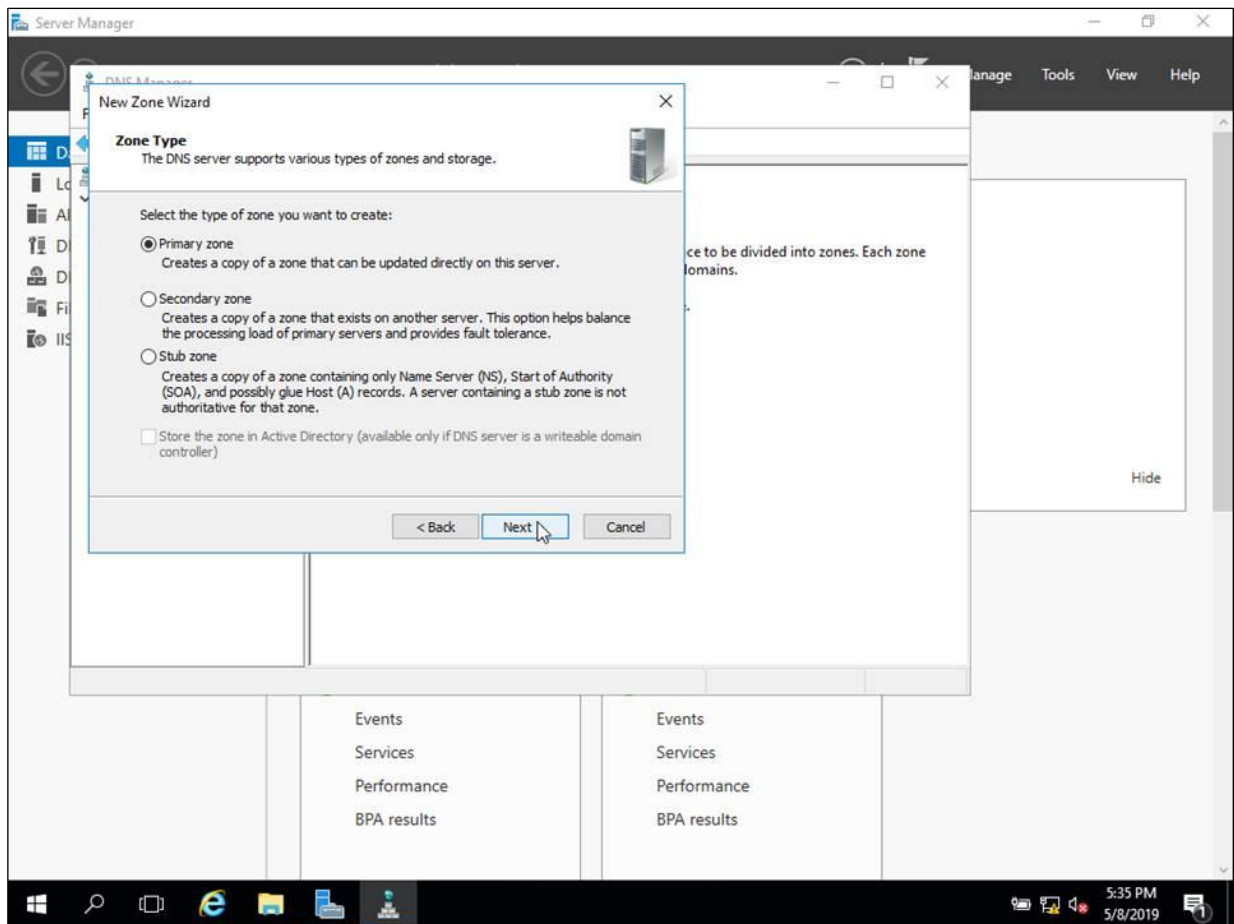 Server Manager
Manage Tools View Help
DNS Manager
New Zone Wizard
Zone Type
The DNS server supports various types of zones and storage.
Select the type of zone you want to create:
Primary zone
Creates a copy of a zone that can be updated directly on this server.
Secondary zone
Creates a copy of a zone that exists on another server. This option helps balance
the processing load of primary servers and provides fault tolerance.
Stub zone
Creates a copy of a zone containing only Name Server (NS), Start of Authority
(SOA), and possibly glue Host (A) records. A server containing a stub zone is not
authoritative for that zone.
Store the zone in Active Directory (available only if DNS server is a writeable domain
controller)
< Back Next Cancel
to be divided into zones. Each zone
Hide
Events Events
Services Services
Performance Performance
BPA results BPA results
5:35 PM
5/8/2019
1